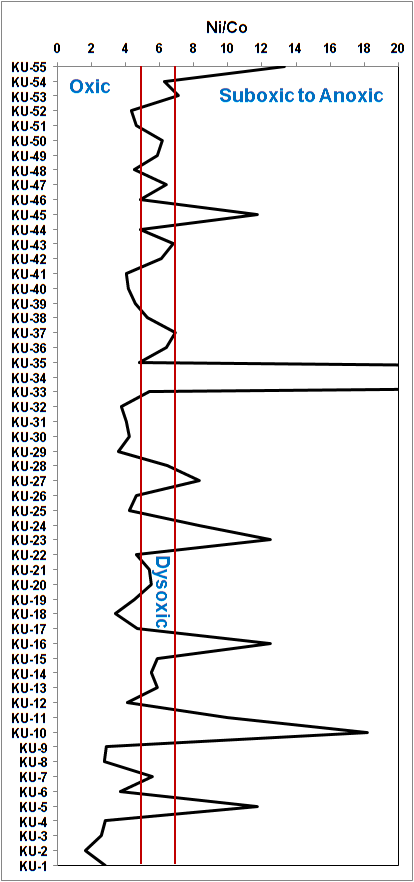 Ni/Co
0 2 4 6 8 10 12 14 16 18 20
KU-55
KU-54
KU-53
KU-52
KU-51
KU-50
KU-49
KU-48
KU-47
KU-46
KU-45
KU-44
KU-43
KU-42
KU-41
KU-40
KU-39
KU-38
KU-37
KU-36
KU-35
KU-34
KU-33
KU-32
KU-31
KU-30
KU-29
KU-28
KU-27
KU-26
KU-25
KU-24
KU-23
KU-22
KU-21
KU-20
KU-19
KU-18
KU-17
KU-16
KU-15
KU-14
KU-13
KU-12
KU-11
KU-10
KU-9
KU-8
KU-7
KU-6
KU-5
KU-4
KU-3
KU-2
KU-1
Oxic
Suboxic to Anoxic
Dysoxic